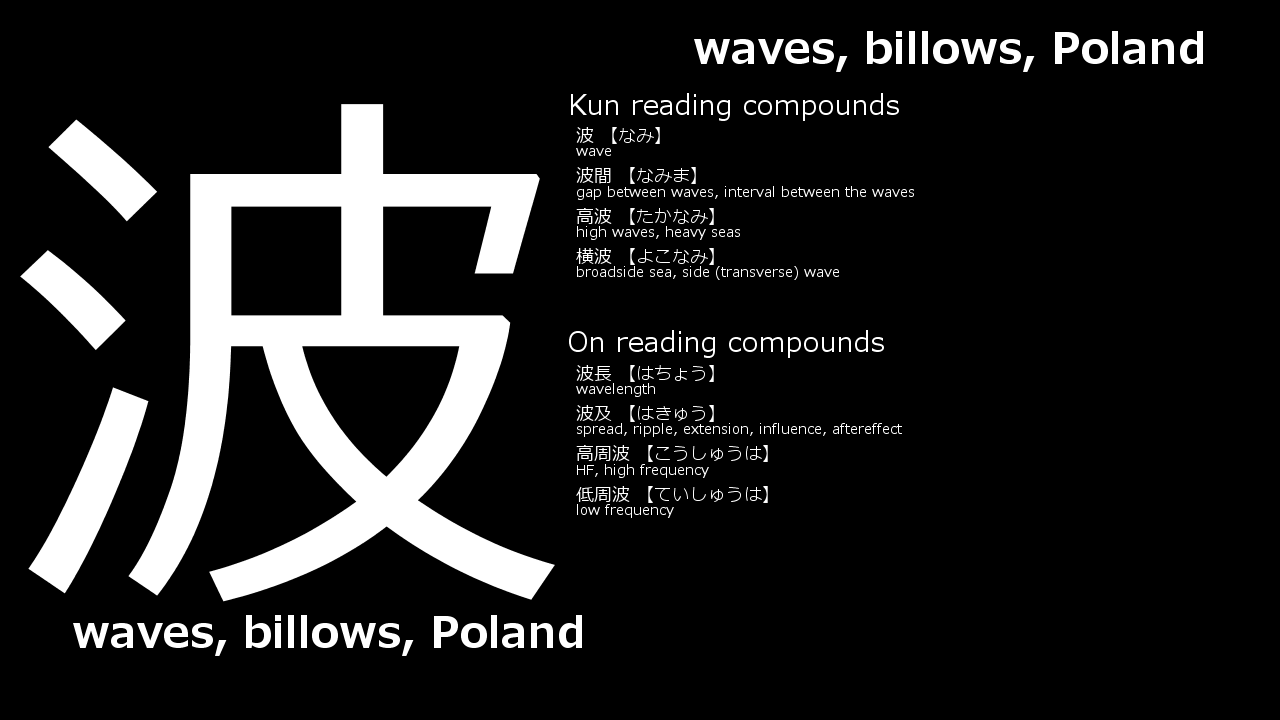 waves, billows, Poland
波
Kun reading compounds
波 【なみ】
wave
波間 【なみま】
gap between waves, interval between the waves
高波 【たかなみ】
high waves, heavy seas
横波 【よこなみ】
broadside sea, side (transverse) wave
On reading compounds
波長 【はちょう】
wavelength
波及 【はきゅう】
spread, ripple, extension, influence, aftereffect
高周波 【こうしゅうは】
HF, high frequency
低周波 【ていしゅうは】
low frequency
waves, billows, Poland